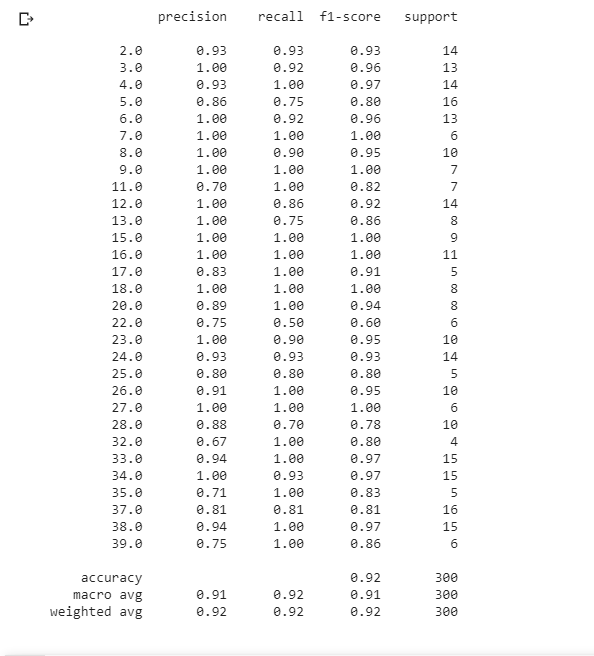 precision recall f1-score support
2.0 0.93 0.93 0.93 14
3.0 1.00 0.92 0.96 13
4.0 0.93 1.00 0.97 14
5.0 0.86 0.75 0.80 16
6.0 1.00 0.92 0.96 13
7.0 1.00 1.00 1.00 6
8.0 1.00 0.90 0.95 10
9.0 1.00 1.00 1.00 7
11.0 0.70 1.00 0.82 7
12.0 1.00 0.86 0.92 14
13.0 1.00 0.75 0.86 8
15.0 1.00 1.00 1.00 9
16.0 1.00 1.00 1.00 11
17.0 0.83 1.00 0.91 5
18.0 1.00 1.00 1.00 8
20.0 0.89 1.00 0.94 8
22.0 0.75 0.50 0.60 6
23.0 1.00 0.90 0.95 10
24.0 0.93 0.93 0.93 14
25.0 0.80 0.80 0.80 5
26.0 0.91 1.00 0.95 10
27.0 1.00 1.00 1.00 6
28.0 0.88 0.70 0.78 10
32.0 0.67 1.00 0.80 4
33.0 0.94 1.00 0.97 15
34.0 1.00 0.93 0.97 15
35.0 0.71 1.00 0.83 5
37.0 0.81 0.81 0.81 16
38.0 0.94 1.00 0.97 15
39.0 0.75 1.00 0.86 6
accuracy 0.92 300
macro avg 0.91 0.92 0.91 300
weighted avg 0.92 0.92 0.92 300